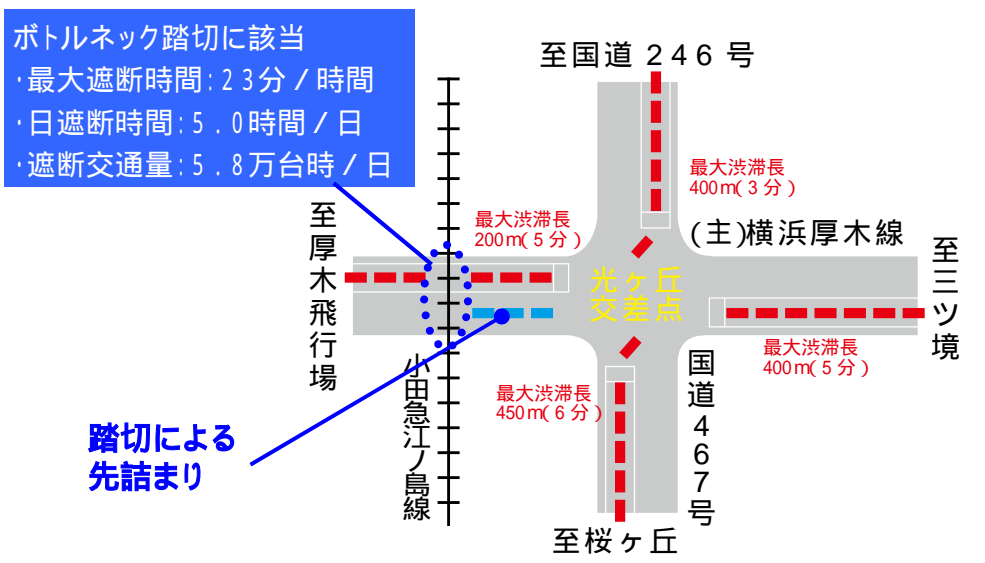 ボトルネック踏切に該当
・最大遮断時間:23分/時間
・日遮断時間:5.0時間/日
・遮断交通量:5.8万台時/日
至国道246号
最大渋滞長
400m(3分)
最大渋滞長
200m(5分)
(主)横浜厚木線
至厚木飛行場
至三ツ境
光ヶ丘
交差点
最大渋滞長
400m(5分)
最大渋滞長
450m(6分)
国道467号
小田急江ノ島線
踏切による
先詰まり
至桜ヶ丘